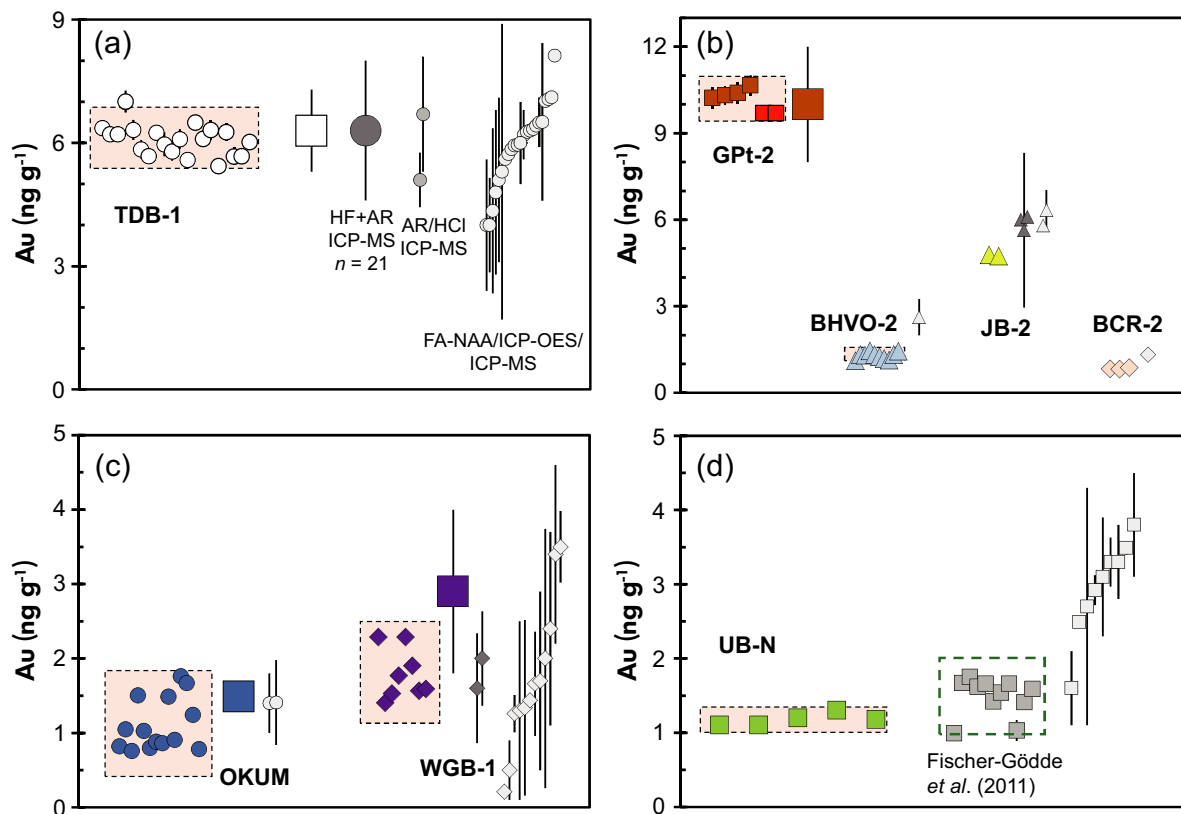 (a)
Au (ng g⁻¹)
9
6
3
0
TDB-1
HF+AR
ICP-MS
n = 21
AR/HCl
ICP-MS
FA-NAA/ICP-OES/
ICP-MS
(b)
Au (ng g⁻¹)
12
9
6
3
0
GPt-2
BHVO-2
JB-2
BCR-2
(c)
Au (ng g⁻¹)
5
4
3
2
1
0
OKUM
WGB-1
(d)
Au (ng g⁻¹)
5
4
3
2
1
0
UB-N
Fischer-Gödde
et al. (2011)